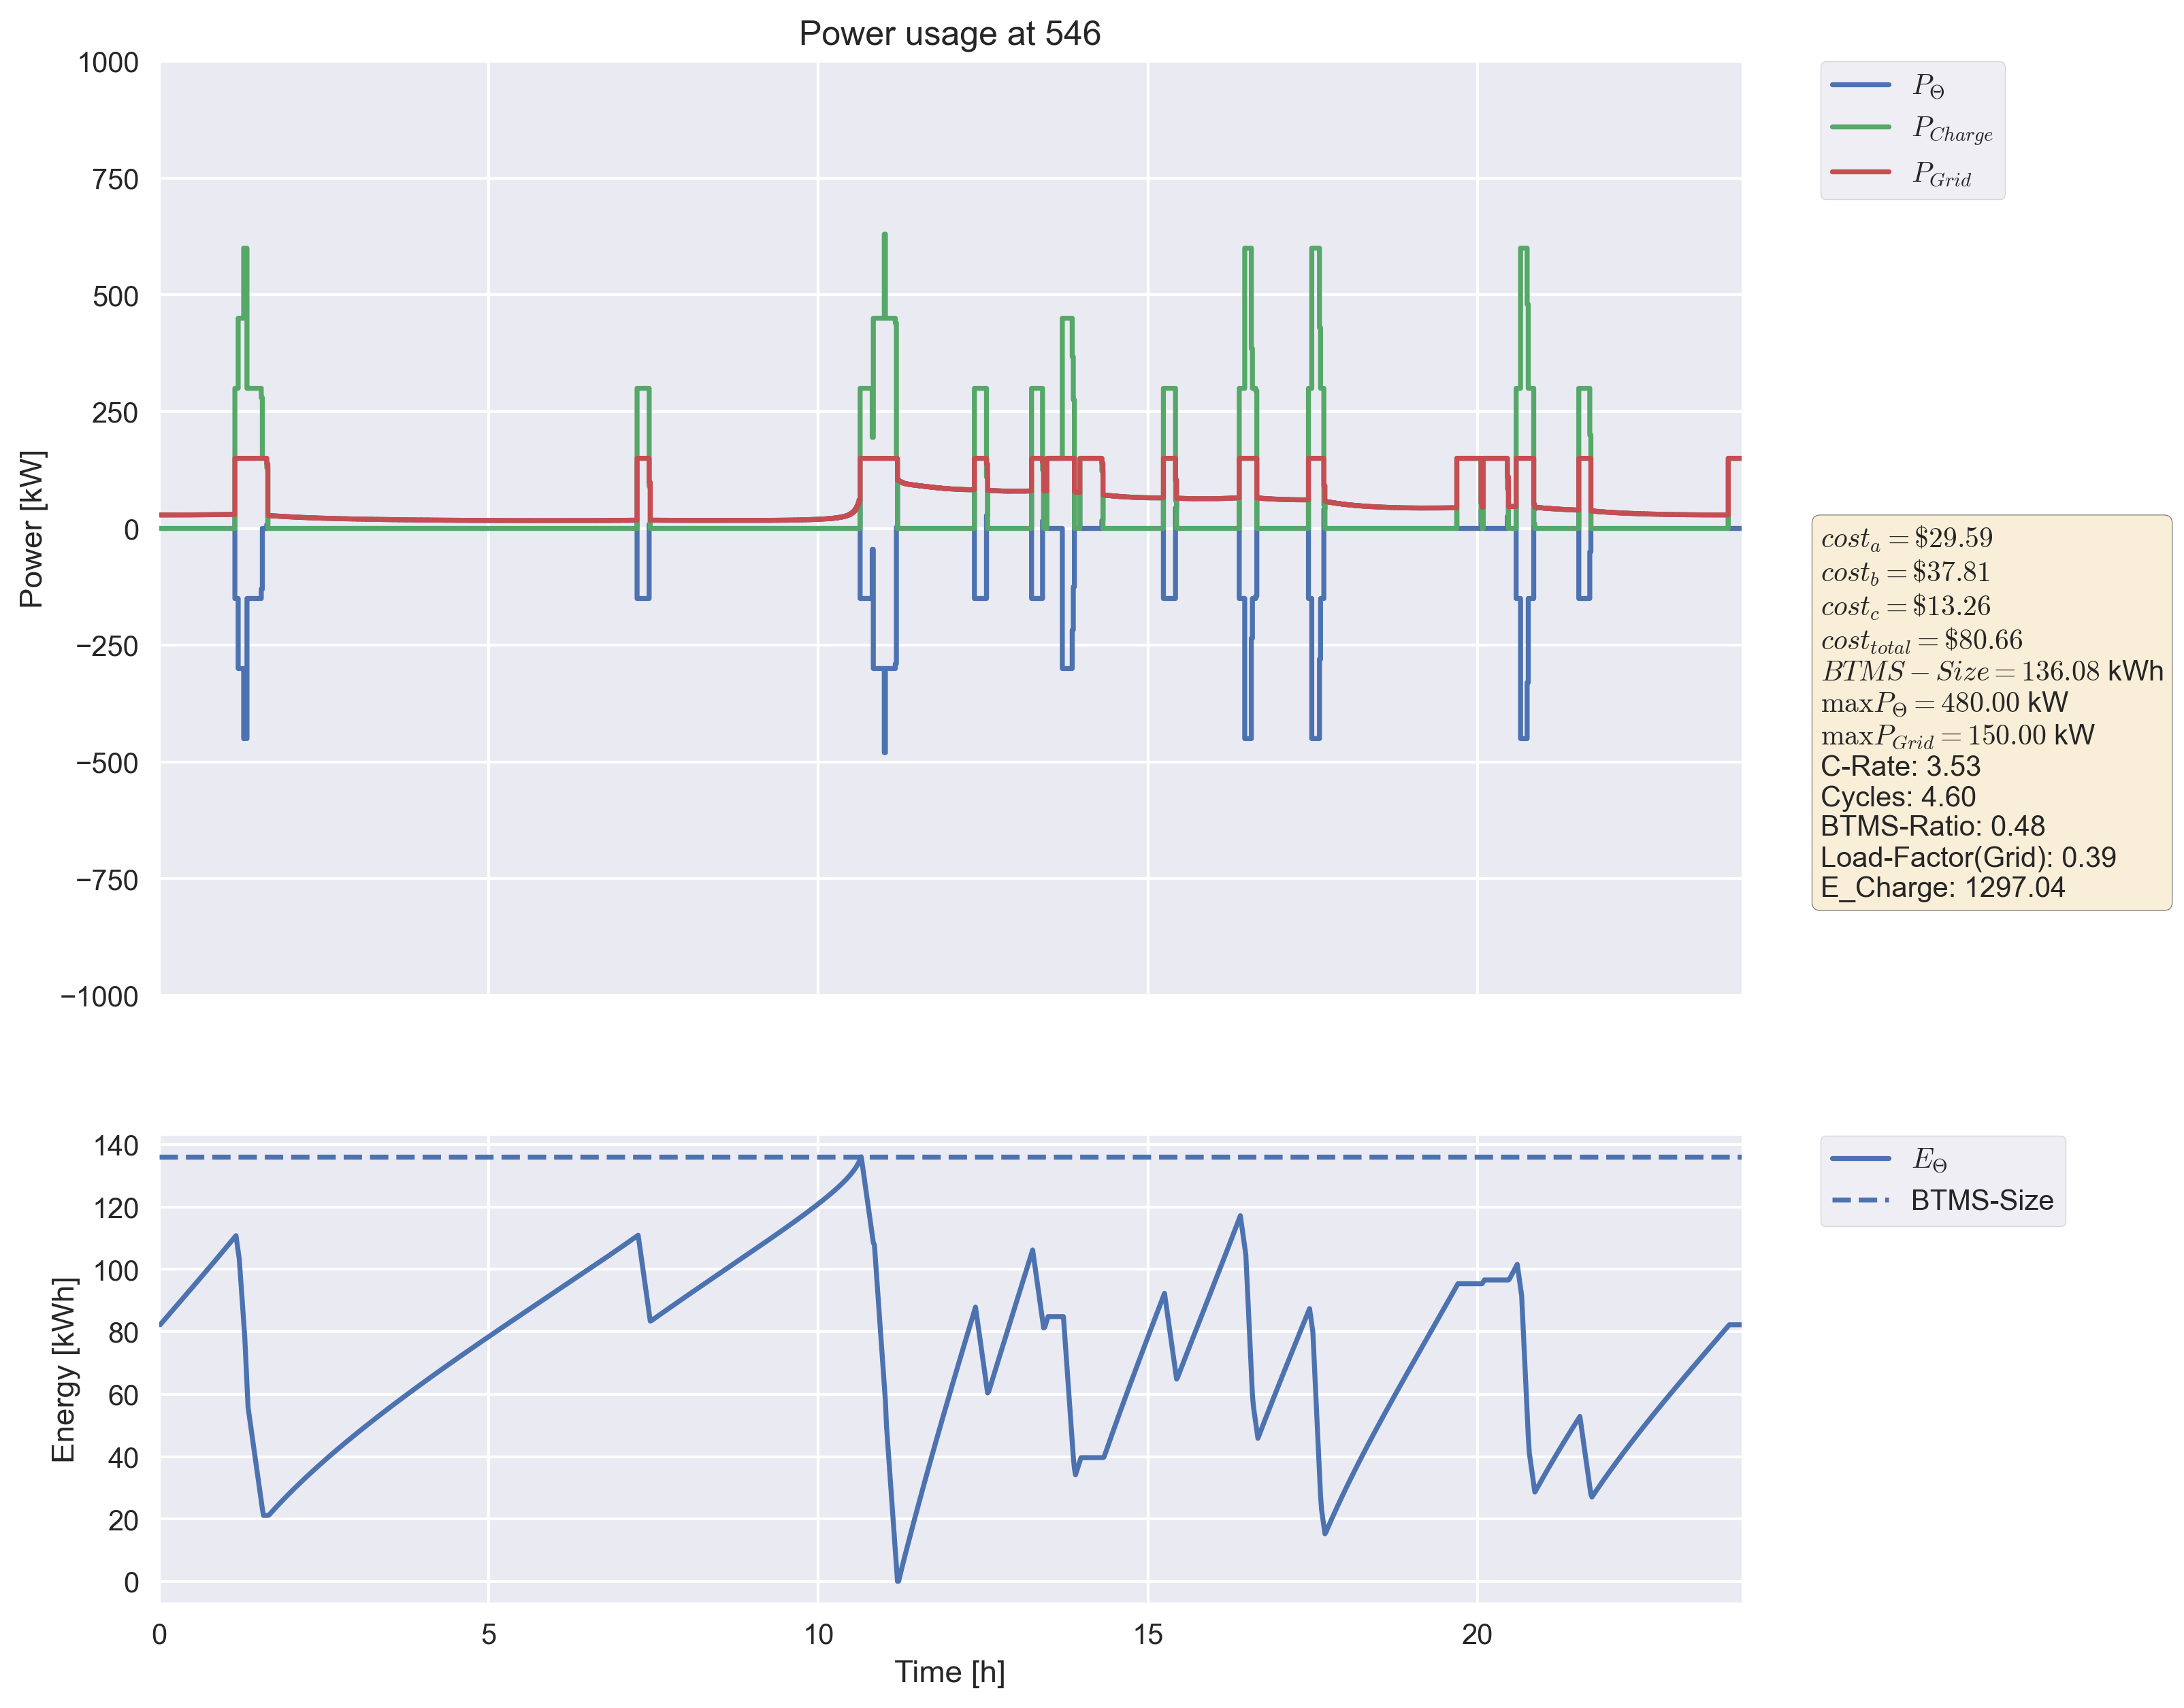 Power usage at 546
1000
750
500
250
0
−250
−500
−750
−1000
Power [kW]
P_Θ
P_Charge
P_Grid
cost_a = $29.59
cost_b = $37.81
cost_c = $13.26
cost_total = $80.66
BTMS − Size = 136.08 kWh
maxP_Θ = 480.00 kW
maxP_Grid = 150.00 kW
C-Rate: 3.53
Cycles: 4.60
BTMS-Ratio: 0.48
Load-Factor(Grid): 0.39
E_Charge: 1297.04
140
120
100
80
60
40
20
0
Energy [kWh]
E_Θ
BTMS-Size
0 5 10 15 20
Time [h]